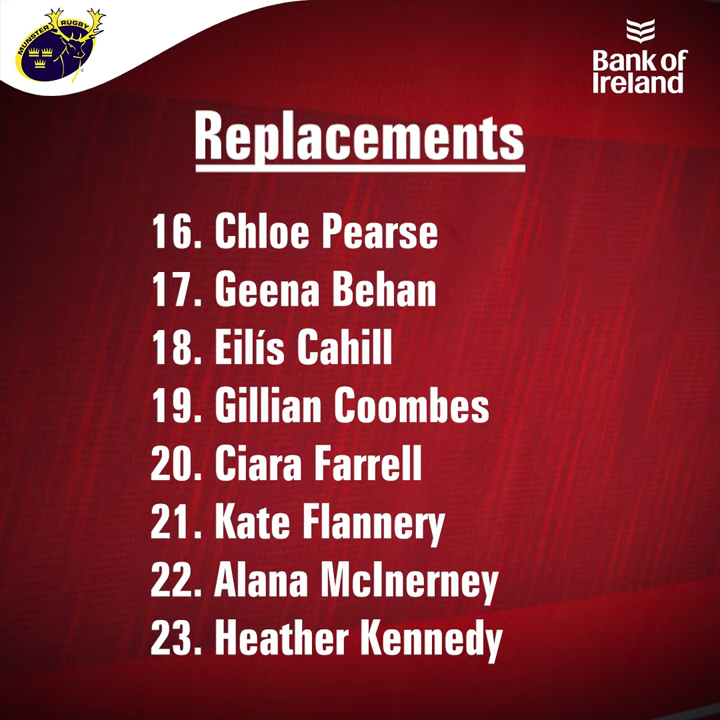 MUNSTER RUGBY
Bank of
Ireland
Replacements
16. Chloe Pearse
17. Geena Behan
18. Eilís Cahill
19. Gillian Coombes
20. Ciara Farrell
21. Kate Flannery
22. Alana McInerney
23. Heather Kennedy